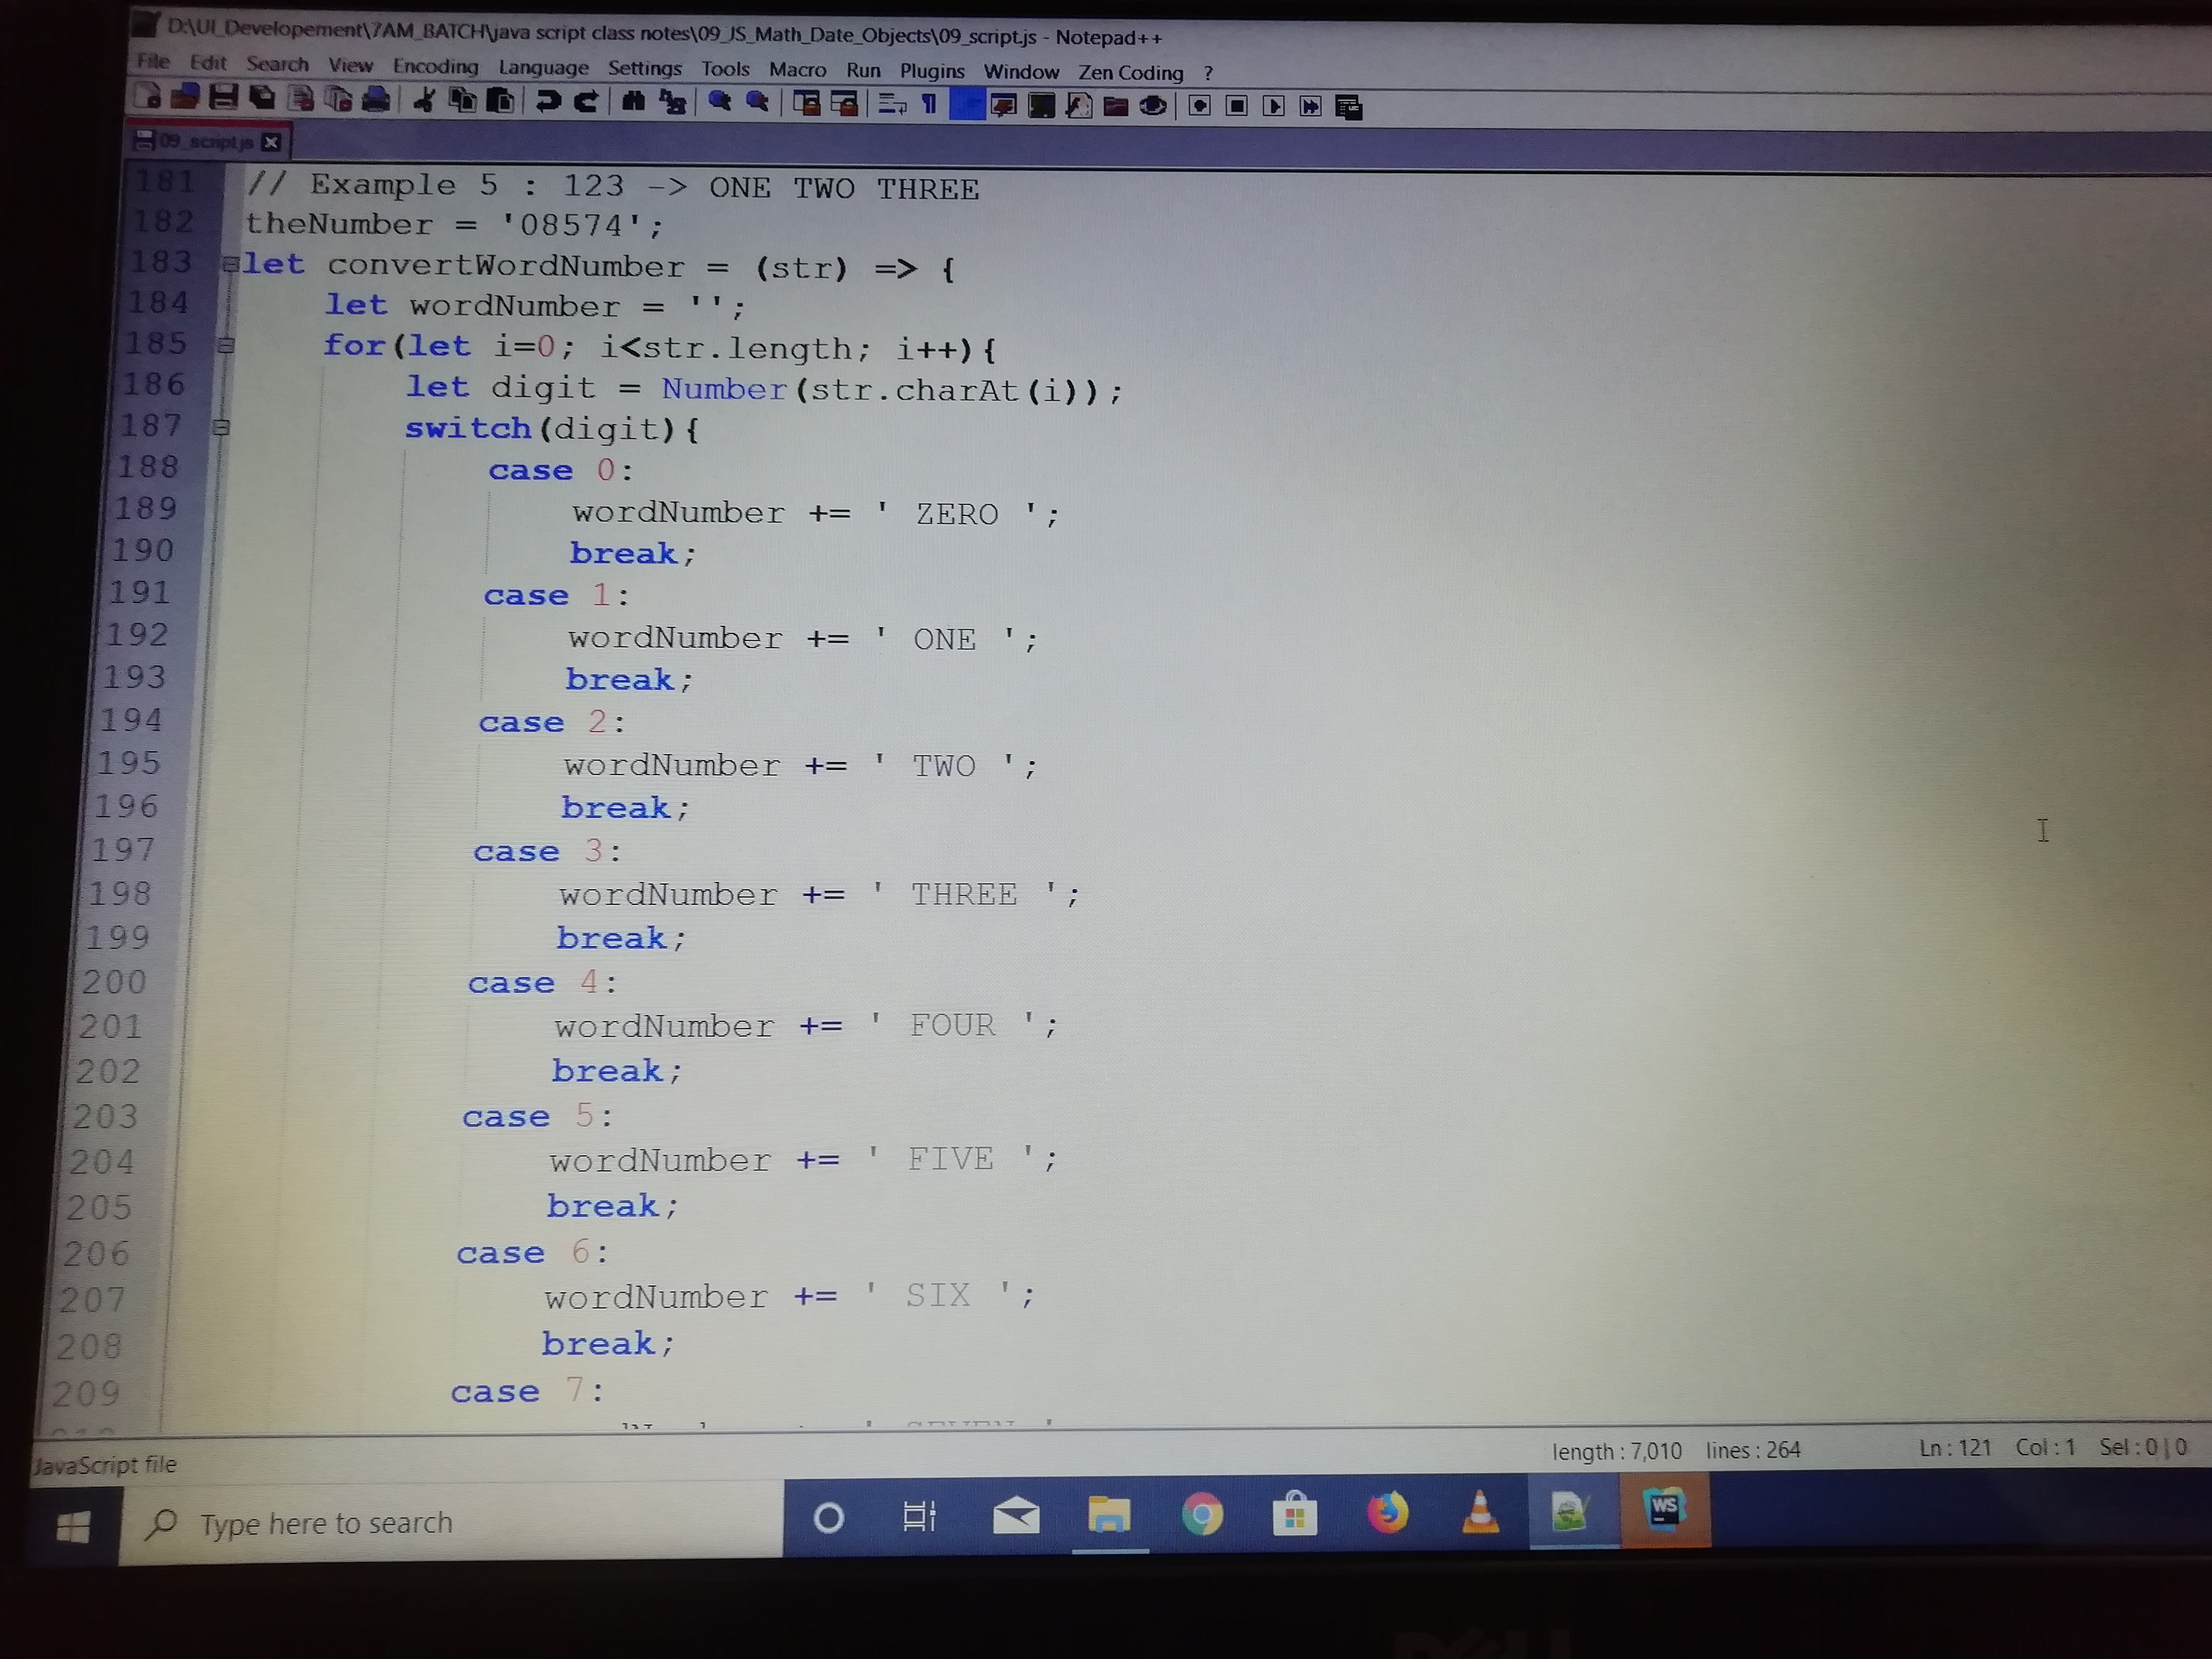 D:\UI_Developement\7AM_BATCH\java script class notes\09_JS_Math_Date_Objects\09_script.js - Notepad++
File Edit Search View Encoding Language Settings Tools Macro Run Plugins Window Zen Coding ?
09_script.js
181 // Example 5 : 123 -> ONE TWO THREE
182 theNumber = '08574';
183 let convertWordNumber = (str) => {
184 let wordNumber = '';
185 for(let i=0; i<str.length; i++){
186 let digit = Number(str.charAt(i));
187 switch(digit){
188 case 0:
189 wordNumber += ' ZERO ';
190 break;
191 case 1:
192 wordNumber += ' ONE ';
193 break;
194 case 2:
195 wordNumber += ' TWO ';
196 break;
197 case 3:
198 wordNumber += ' THREE ';
199 break;
200 case 4:
201 wordNumber += ' FOUR ';
202 break;
203 case 5:
204 wordNumber += ' FIVE ';
205 break;
206 case 6:
207 wordNumber += ' SIX ';
208 break;
209 case 7:
JavaScript file length : 7,010 lines : 264 Ln : 121 Col : 1 Sel : 0 | 0
Type here to search
WS